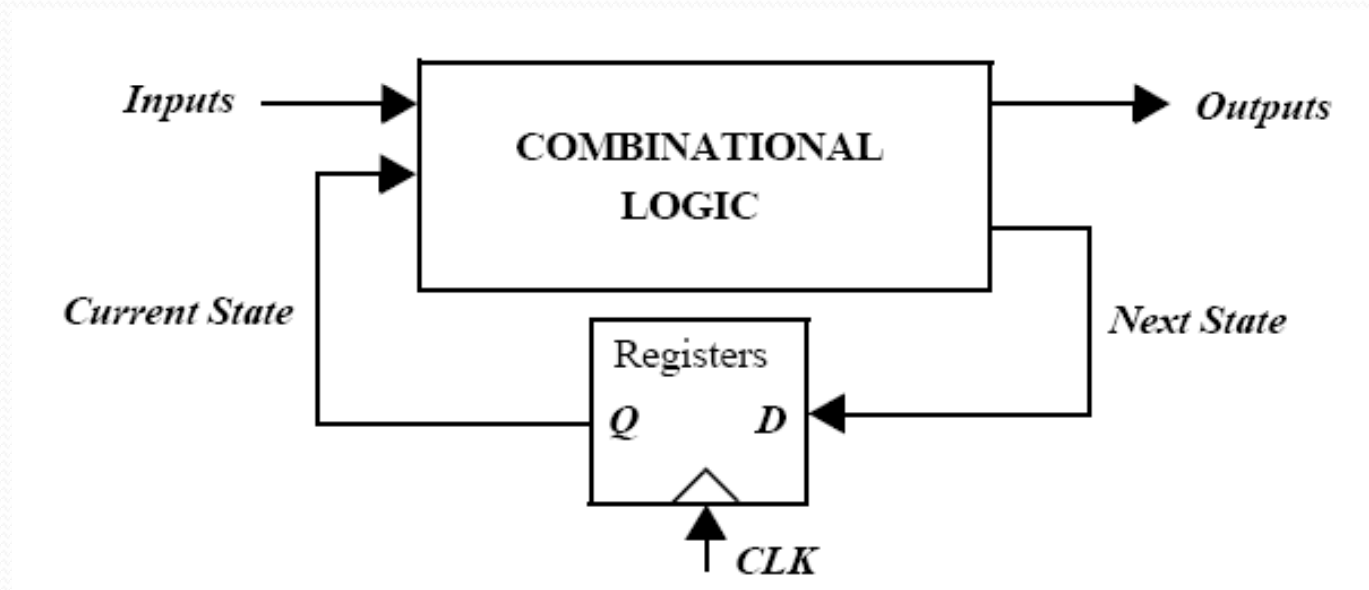 Inputs
COMBINATIONAL
LOGIC
Outputs
Current State
Next State
Registers
Q
D
CLK